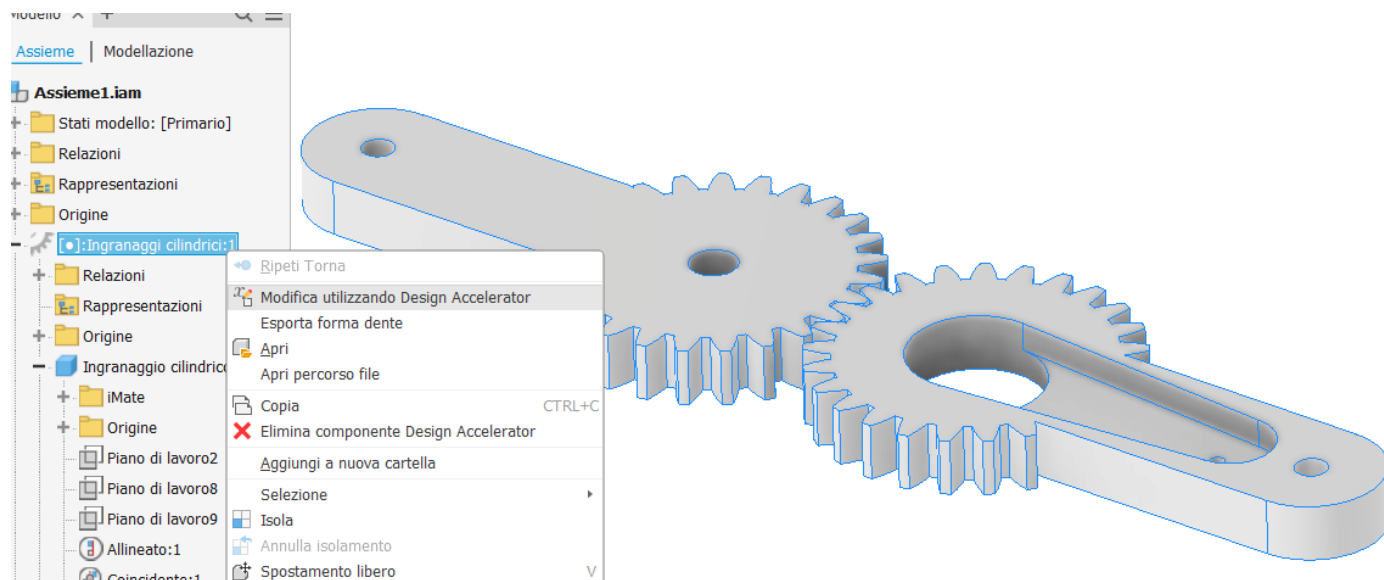 Modello
Assieme | Modellazione
Assieme1.iam
Stati modello: [Primario]
Relazioni
Rappresentazioni
Origine
[•]:Ingranaggi cilindrici:1
Relazioni
Rappresentazioni
Origine
Ingranaggio cilindrico
iMate
Origine
Piano di lavoro2
Piano di lavoro8
Piano di lavoro9
Allineato:1
Coincidente:1
Ripeti Torna
Modifica utilizzando Design Accelerator
Esporta forma dente
Apri
Apri percorso file
Copia CTRL+C
Elimina componente Design Accelerator
Aggiungi a nuova cartella
Selezione
Isola
Annulla isolamento
Spostamento libero V